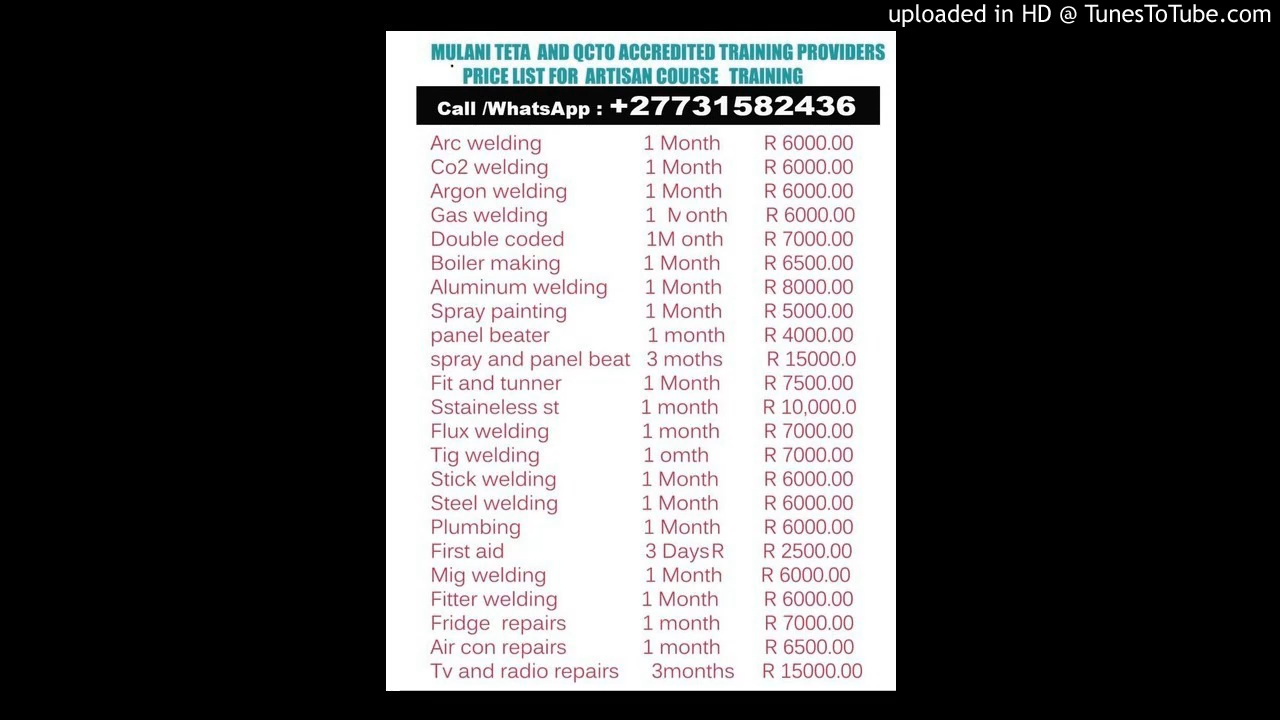 uploaded in HD @ TunesToTube.com
MULANI TETA AND QCTO ACCREDITED TRAINING PROVIDERS
PRICE LIST FOR ARTISAN COURSE TRAINING
Call /WhatsApp : +27731582436
Arc welding 1 Month R 6000.00
Co2 welding 1 Month R 6000.00
Argon welding 1 Month R 6000.00
Gas welding 1 M onth R 6000.00
Double coded 1M onth R 7000.00
Boiler making 1 Month R 6500.00
Aluminum welding 1 Month R 8000.00
Spray painting 1 Month R 5000.00
panel beater 1 month R 4000.00
spray and panel beat 3 moths R 15000.0
Fit and tunner 1 Month R 7500.00
Sstaineless st 1 month R 10,000.0
Flux welding 1 month R 7000.00
Tig welding 1 omth R 7000.00
Stick welding 1 Month R 6000.00
Steel welding 1 Month R 6000.00
Plumbing 1 Month R 6000.00
First aid 3 DaysR R 2500.00
Mig welding 1 Month R 6000.00
Fitter welding 1 Month R 6000.00
Fridge repairs 1 month R 7000.00
Air con repairs 1 month R 6500.00
Tv and radio repairs 3months R 15000.00